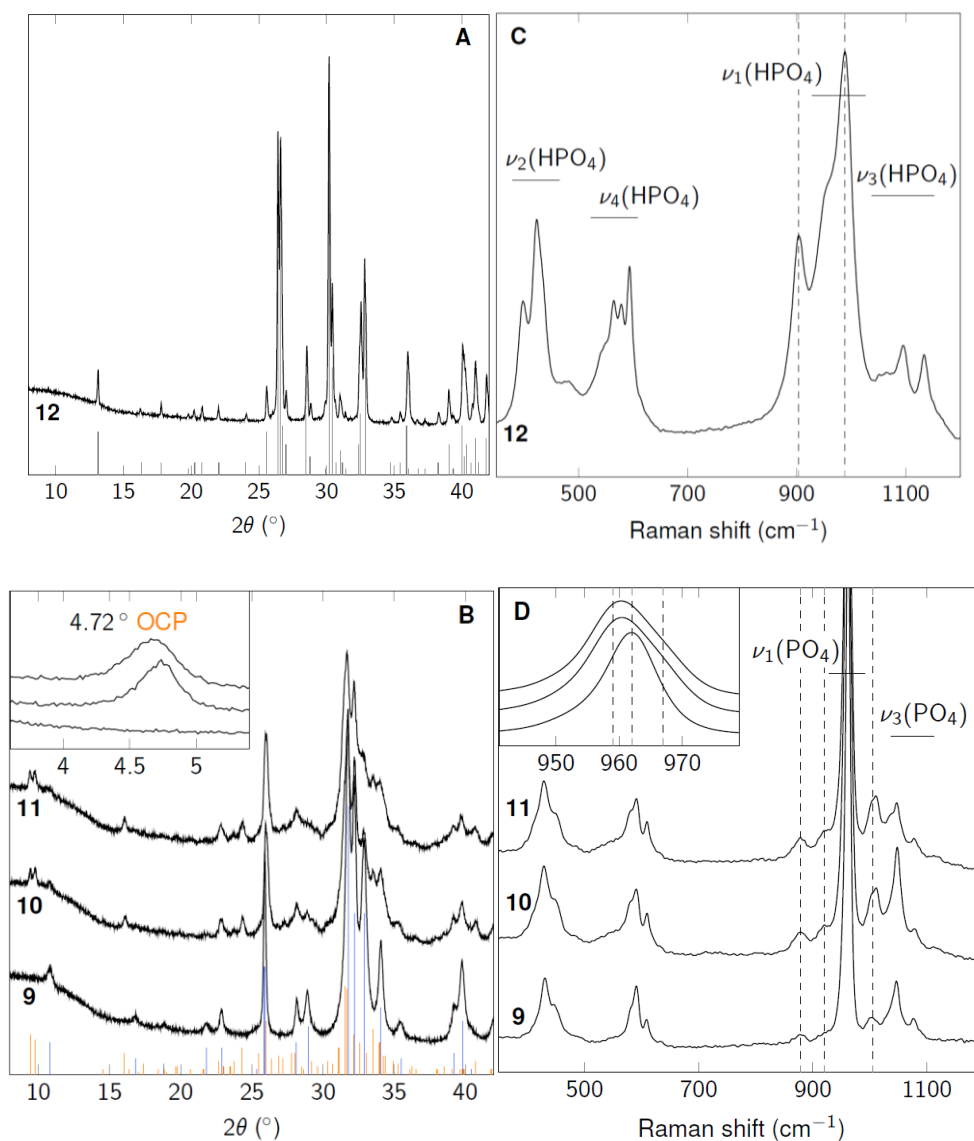 A
12
10 15 20 25 30 35 40
2θ (°)
C
ν₁(HPO₄)
ν₂(HPO₄)
ν₃(HPO₄)
ν₄(HPO₄)
12
500 700 900 1100
Raman shift (cm⁻¹)
B
4.72° OCP
4 4.5 5
11
10
9
10 15 20 25 30 35 40
2θ (°)
D
950 960 970
ν₁(PO₄)
ν₃(PO₄)
11
10
9
500 700 900 1100
Raman shift (cm⁻¹)